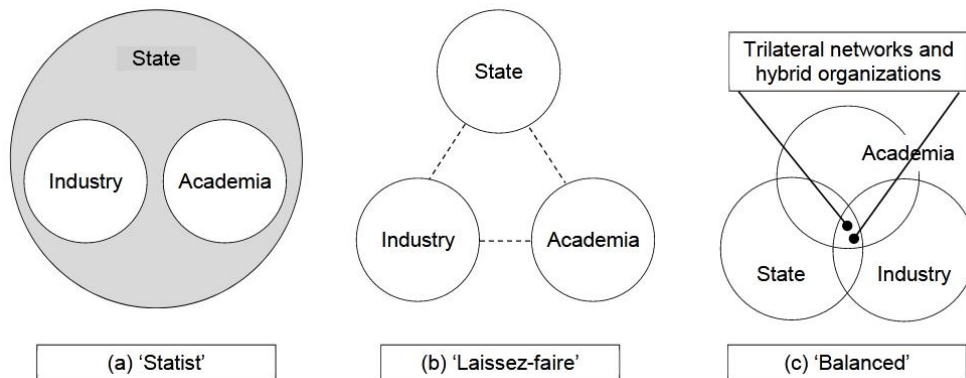 State
Industry
Academia
(a) 'Statist'
State
Industry
Academia
(b) 'Laissez-faire'
Trilateral networks and
hybrid organizations
Academia
State
Industry
(c) 'Balanced'